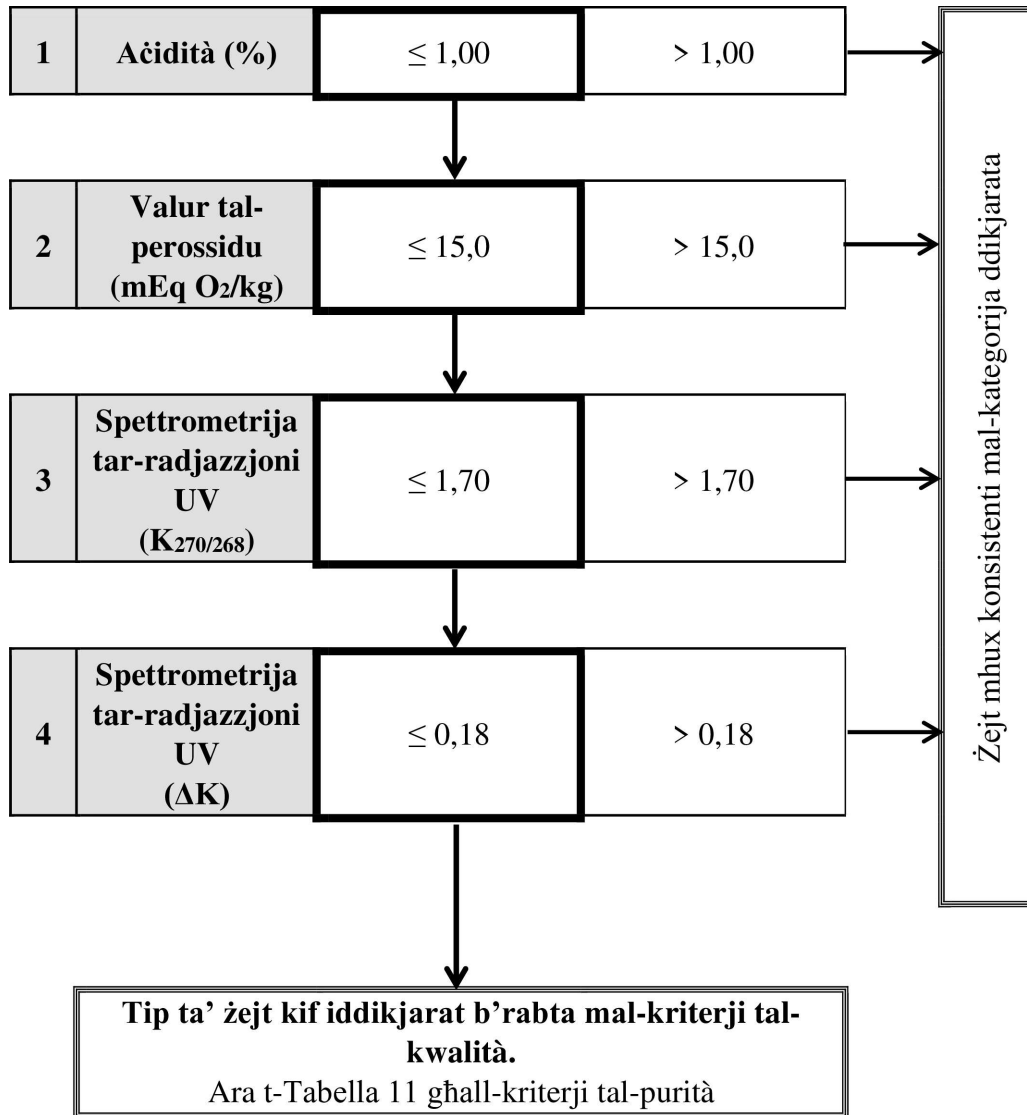 1
Aċidità (%)
≤ 1,00
> 1,00
2
Valur tal-
perossidu
(mEq O₂/kg)
≤ 15,0
> 15,0
3
Spettrometrija
tar-radjazzjoni
UV
(K₂₇₀/₂₆₈)
≤ 1,70
> 1,70
4
Spettrometrija
tar-radjazzjoni
UV
(ΔK)
≤ 0,18
> 0,18
Żejt mhux konsistenti mal-kategorija ddikjarata
Tip ta’ żejt kif iddikjarat b’rabta mal-kriterji tal-
kwalità.
Ara t-Tabella 11 għall-kriterji tal-purità